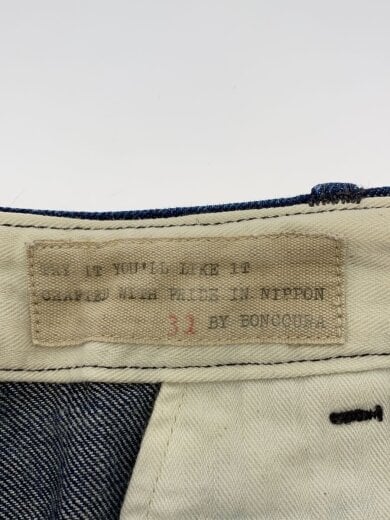 TRY IT YOU'LL LIKE IT
CRAFTED WITH PRIDE IN NIPPON
32 BY BONCOURA